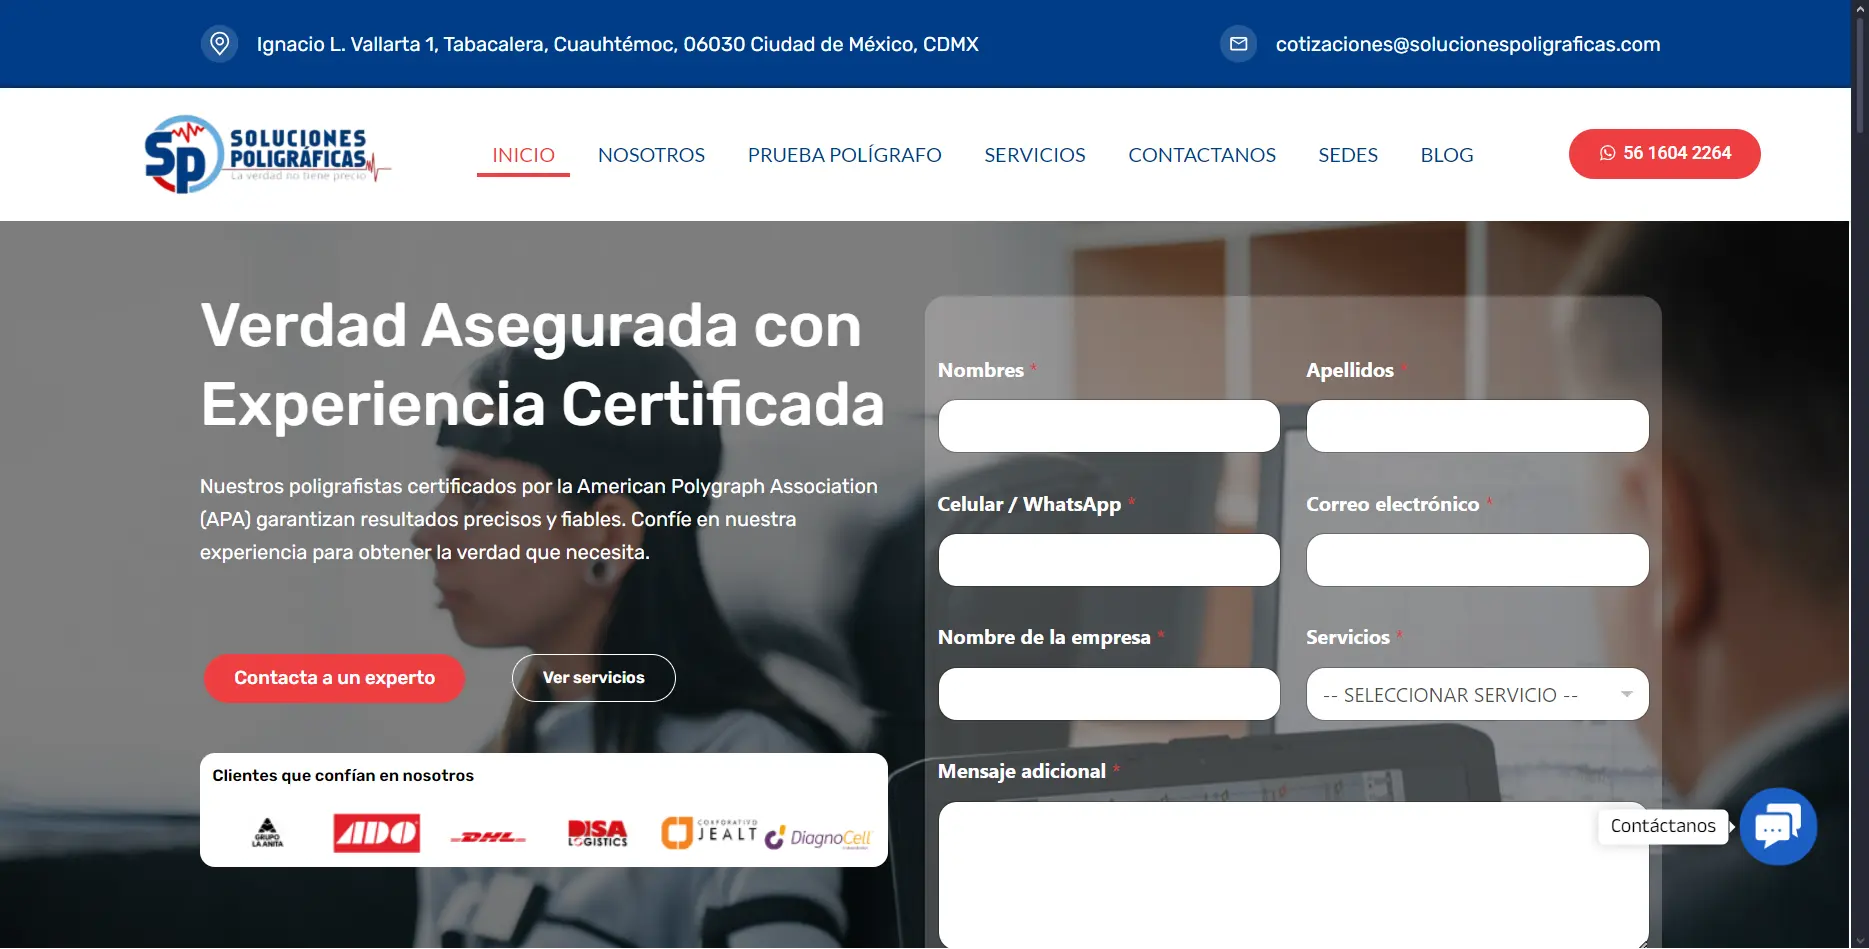 Ignacio L. Vallarta 1, Tabacalera, Cuauhtémoc, 06030 Ciudad de México, CDMX
cotizaciones@solucionespoligraficas.com
Sp
SOLUCIONES
POLIGRÁFICAS
La verdad no tiene precio
INICIO
NOSOTROS
PRUEBA POLÍGRAFO
SERVICIOS
CONTACTANOS
SEDES
BLOG
56 1604 2264
Verdad Asegurada con
Experiencia Certificada
Nuestros poligrafistas certificados por la American Polygraph Association
(APA) garantizan resultados precisos y fiables. Confíe en nuestra
experiencia para obtener la verdad que necesita.
Contacta a un experto
Ver servicios
Clientes que confían en nosotros
GRUPO
LA ANITA
ADO
DHL
DISA
LOGISTICS
CORPORATIVO
JEALT
DiagnoCell
Nombres *
Apellidos *
Celular / WhatsApp *
Correo electrónico *
Nombre de la empresa *
Servicios *
-- SELECCIONAR SERVICIO --
Mensaje adicional *
Contáctanos